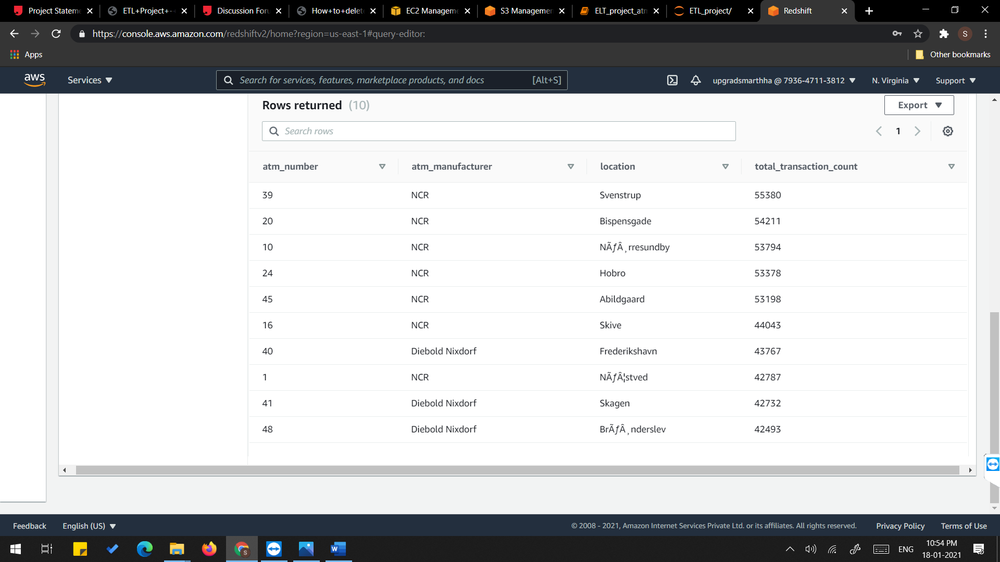 Project Stateme
ETL+Project+-+
Discussion Foru
How+to+delet
EC2 Manageme
S3 Managemen
ELT_project_atm
ETL_project/
Redshift
https://console.aws.amazon.com/redshiftv2/home?region=us-east-1#query-editor:
S
Apps
Other bookmarks
aws
Services
Search for services, features, marketplace products, and docs [Alt+S]
upgradsmarthha @ 7936-4711-3812
N. Virginia
Support
Rows returned (10)
Export
Search rows
1
atm_number atm_manufacturer location total_transaction_count
39 NCR Svenstrup 55380
20 NCR Bispensgade 54211
10 NCR NÃƒÂ¸rresundby 53794
24 NCR Hobro 53378
45 NCR Abildgaard 53198
16 NCR Skive 44043
40 Diebold Nixdorf Frederikshavn 43767
1 NCR NÃƒÂ¦stved 42787
41 Diebold Nixdorf Skagen 42732
48 Diebold Nixdorf BrÃƒÂ¸nderslev 42493
Feedback English (US) © 2008 - 2021, Amazon Internet Services Private Ltd. or its affiliates. All rights reserved. Privacy Policy Terms of Use
ENG
10:54 PM
18-01-2021